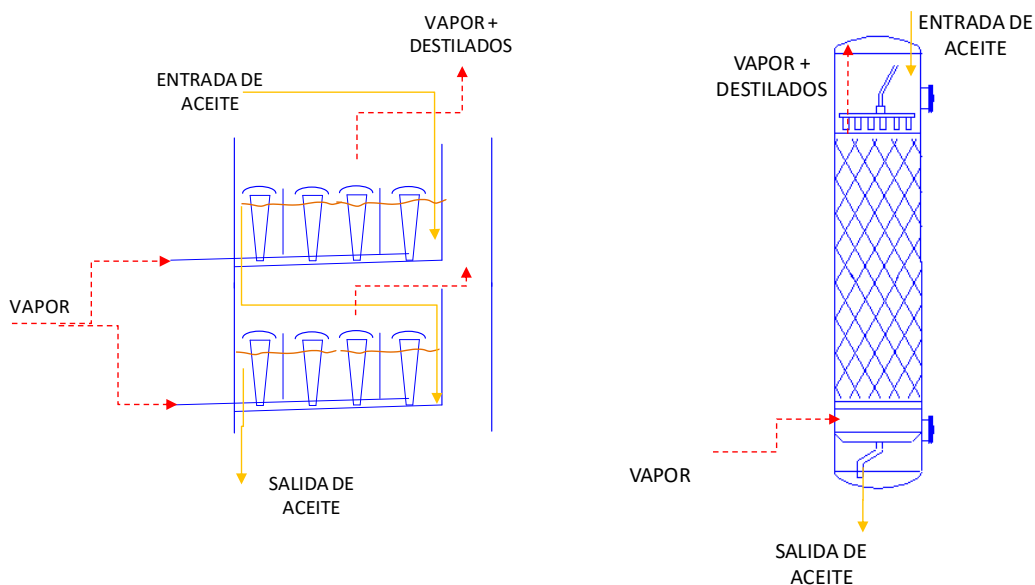 VAPOR +
DESTILADOS
ENTRADA DE
ACEITE
VAPOR
SALIDA DE
ACEITE
ENTRADA DE
ACEITE
VAPOR +
DESTILADOS
VAPOR
SALIDA DE
ACEITE